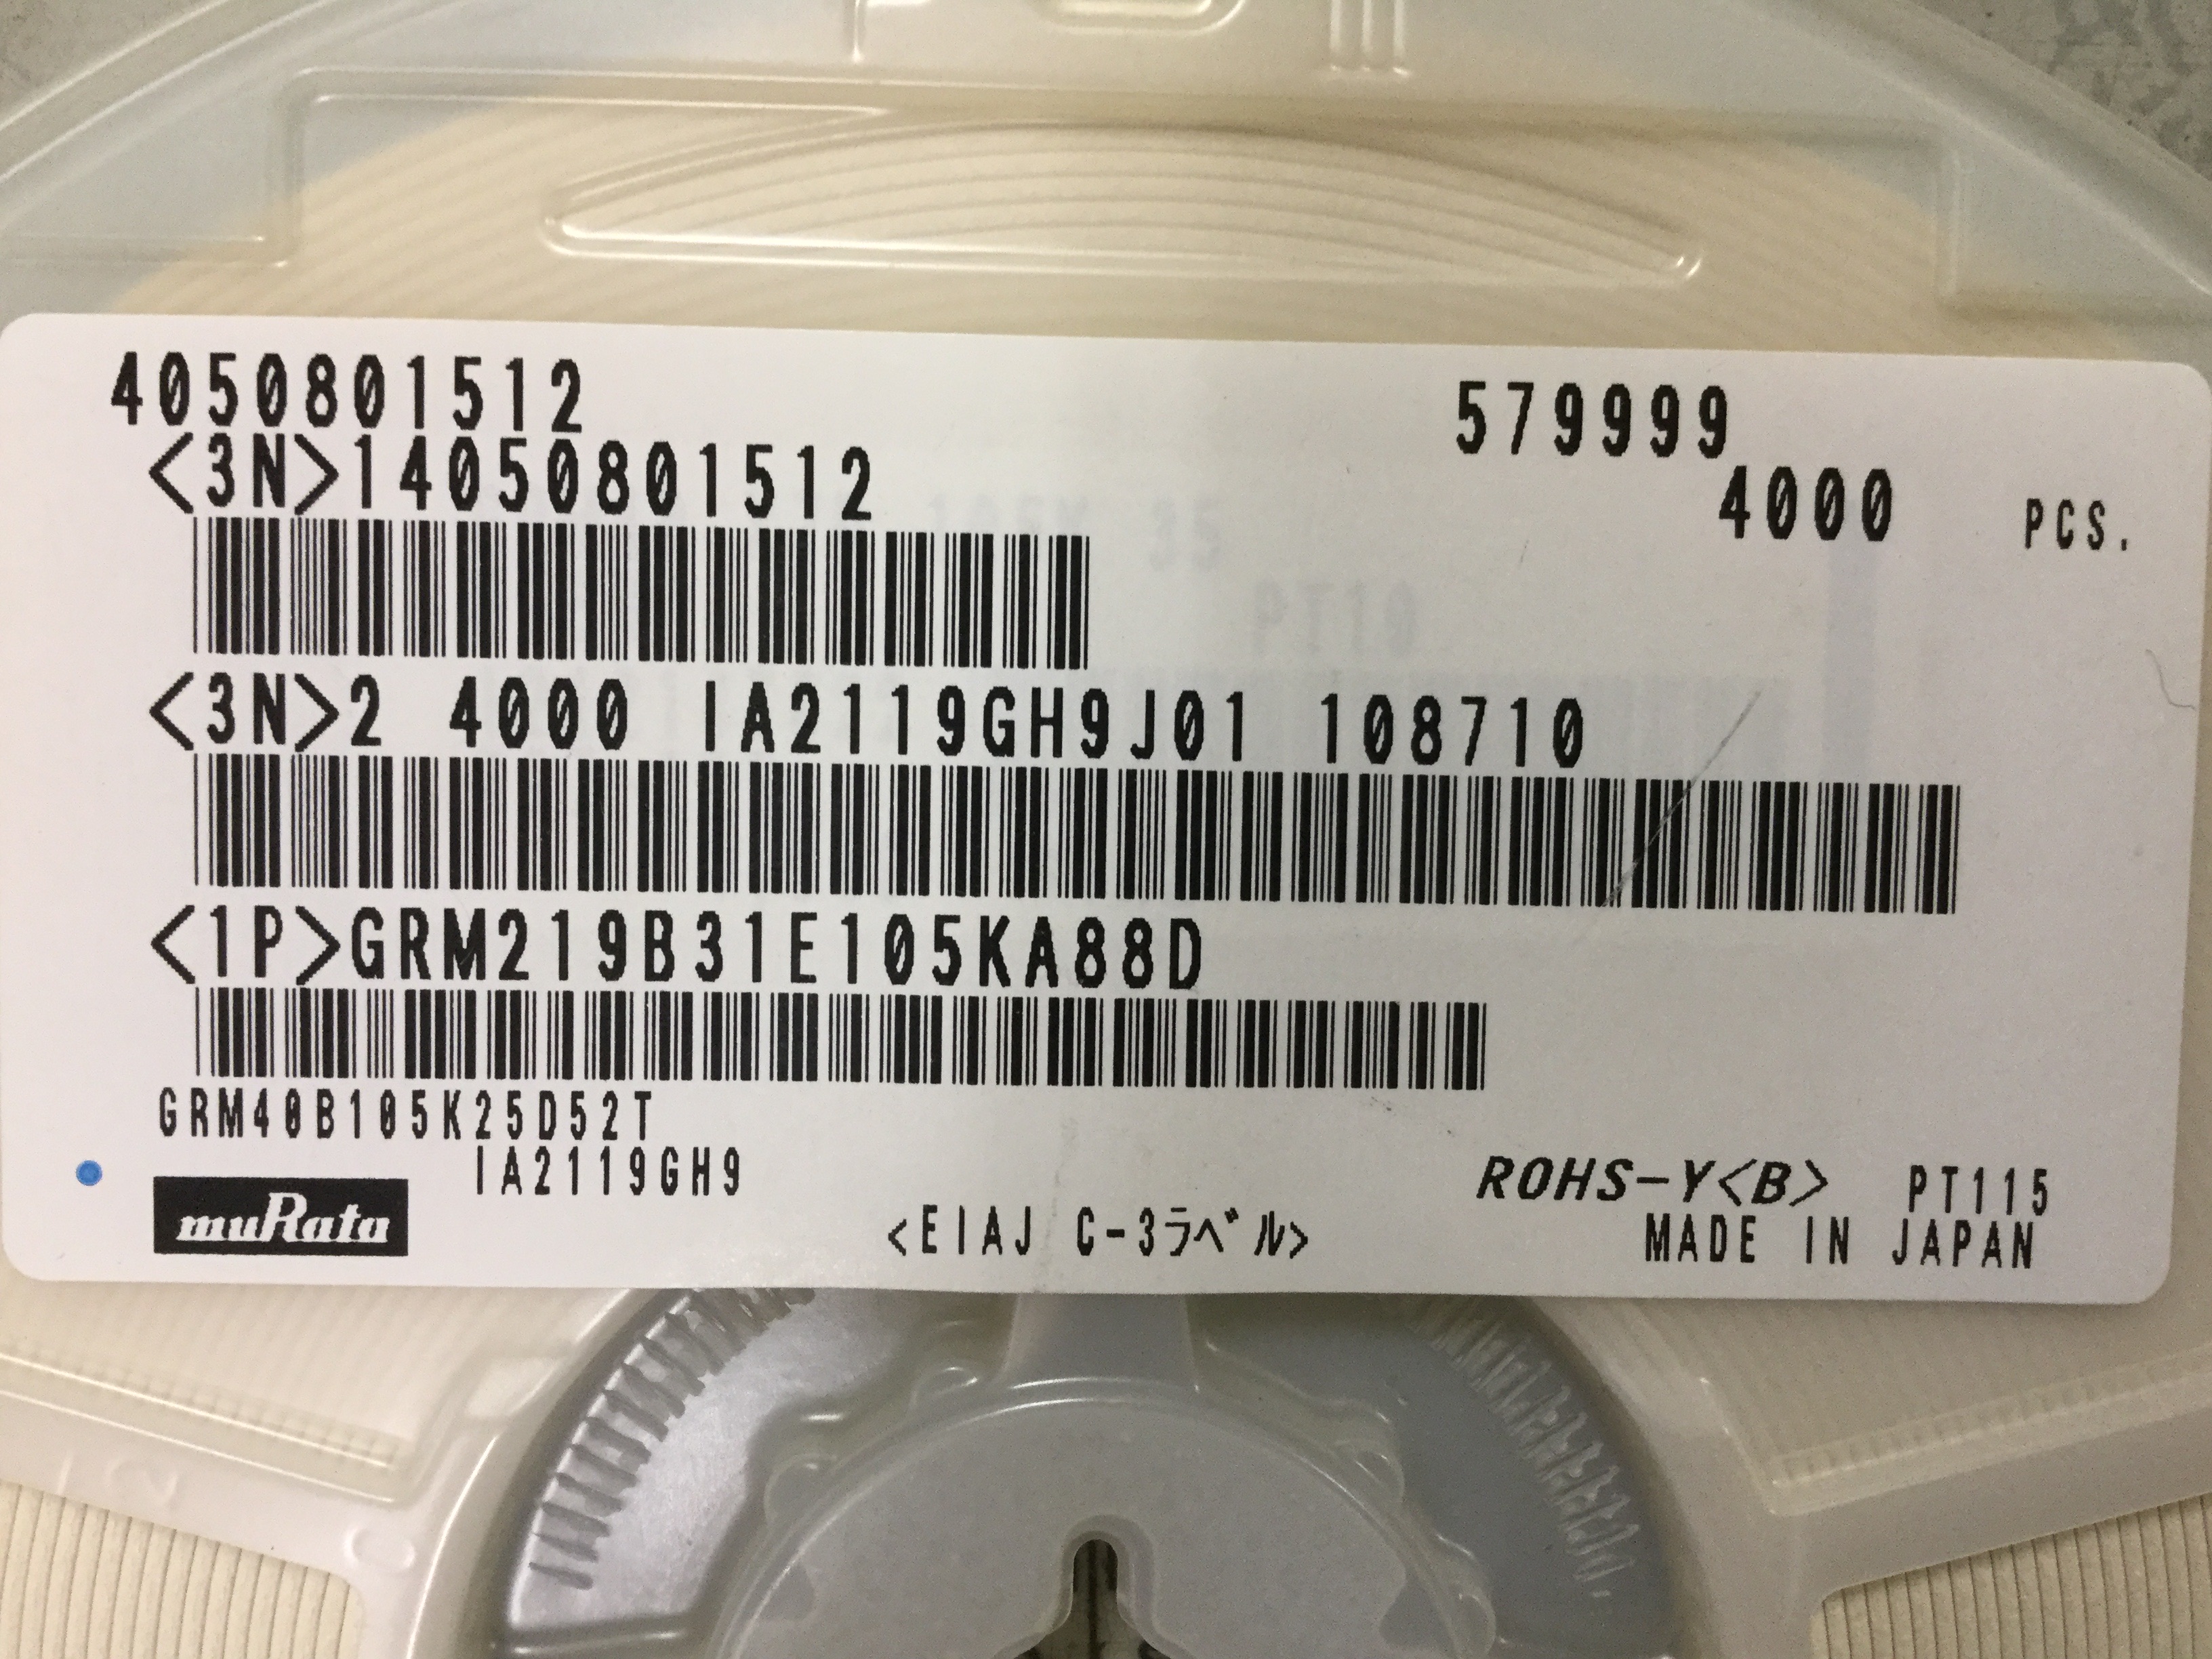 4050801512 579999
<3N>14050801512 4000 PCS.
<3N>2 4000 IA2119GH9J01 108710
<1P>GRM219B31E105KA88D
GRM40B105K25D52T
IA2119GH9
muRata
<EIAJ C-3ラベル>
ROHS-Y<B> PT115
MADE IN JAPAN